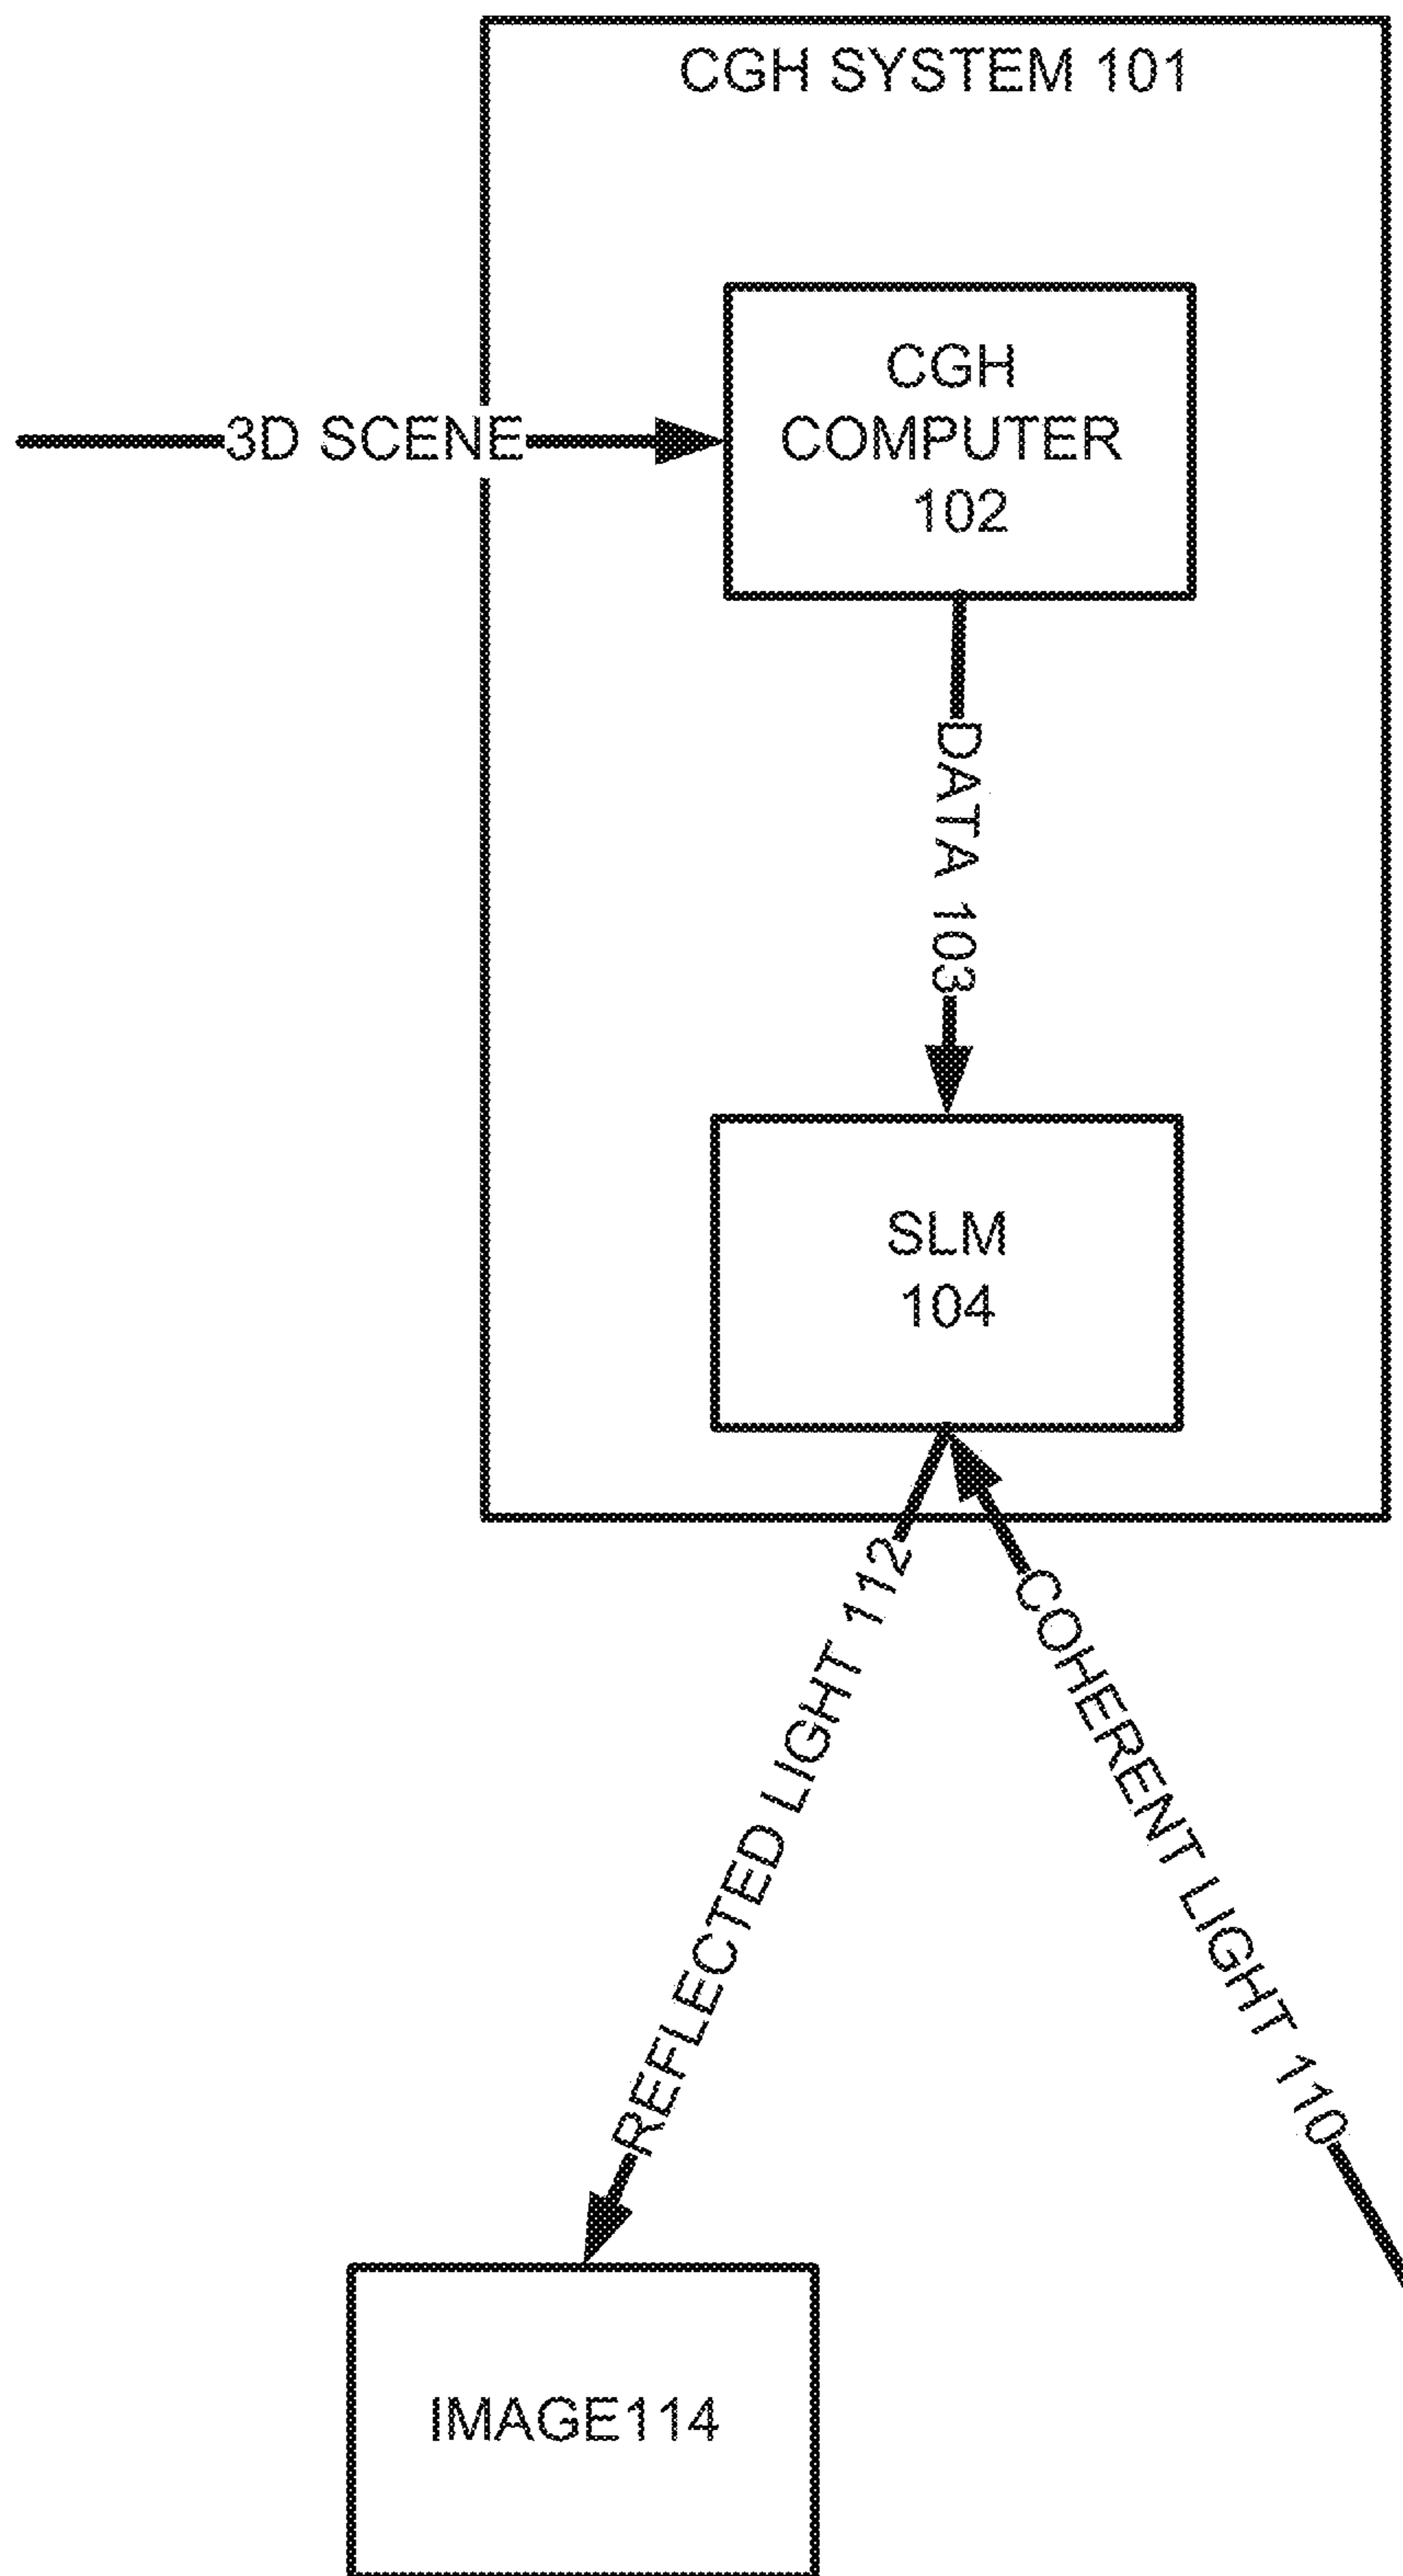 CGH SYSTEM 101
CGH
COMPUTER
102
3D SCENE
DATA 103
SLM
104
REFLECTED LIGHT 112
COHERENT LIGHT 110
IMAGE114